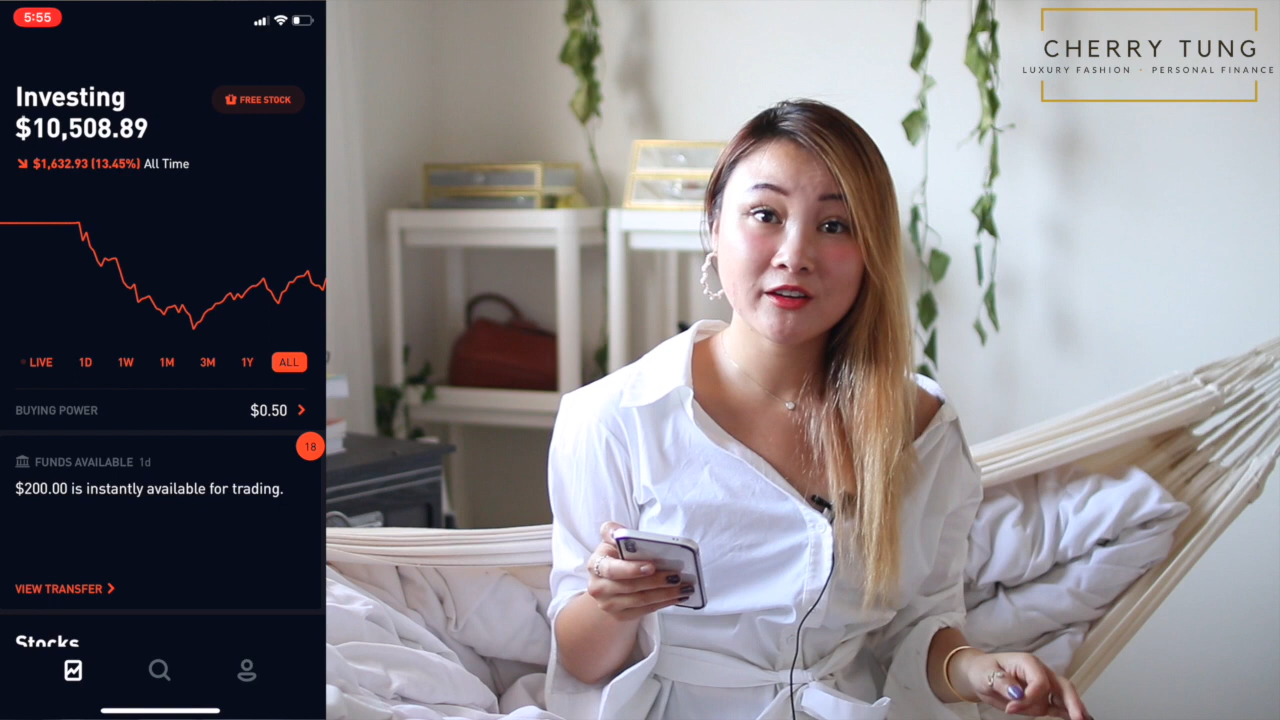 5:55
Investing
$10,508.89
FREE STOCK
$1,632.93 (13.45%) All Time
LIVE 1D 1W 1M 3M 1Y ALL
BUYING POWER $0.50
18
FUNDS AVAILABLE 1d
$200.00 is instantly available for trading.
VIEW TRANSFER
Stocks
CHERRY TUNG
LUXURY FASHION · PERSONAL FINANCE